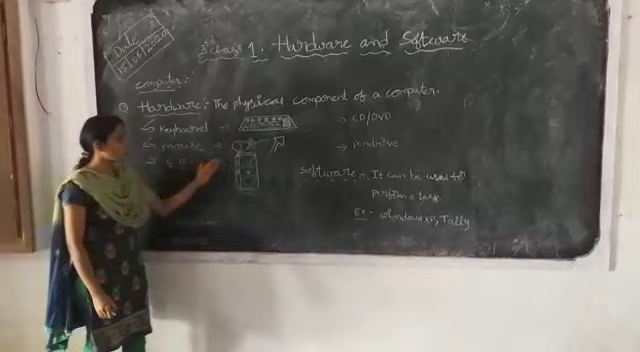 Date
15/06/2020
3rd class 1. Hardware and Software
computer:-
① Hardware:- The physical component of a computer.
↳ Keyboard → → CD/DVD
↳ mouse → → Pendrive
Software:- It can be used to
perform a task
Ex:- windows XP, Tally